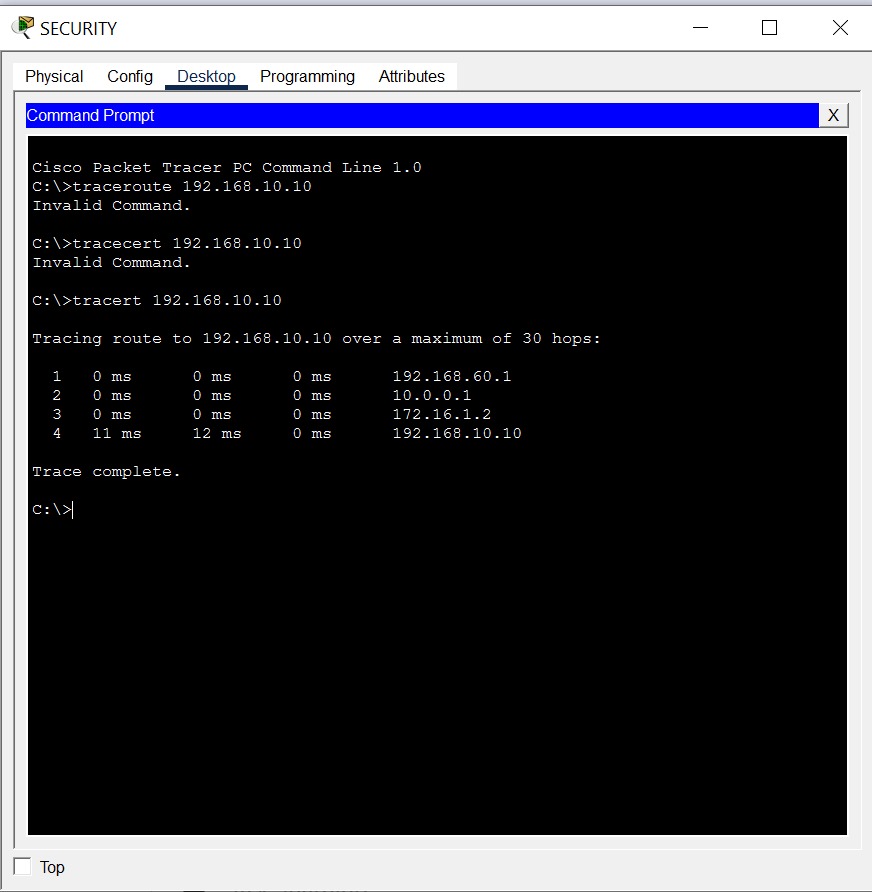 SECURITY
Physical Config Desktop Programming Attributes
Command Prompt X
Cisco Packet Tracer PC Command Line 1.0
C:\>traceroute 192.168.10.10
Invalid Command.
C:\>tracecert 192.168.10.10
Invalid Command.
C:\>tracert 192.168.10.10
Tracing route to 192.168.10.10 over a maximum of 30 hops:
1 0 ms 0 ms 0 ms 192.168.60.1
2 0 ms 0 ms 0 ms 10.0.0.1
3 0 ms 0 ms 0 ms 172.16.1.2
4 11 ms 12 ms 0 ms 192.168.10.10
Trace complete.
C:\>
Top